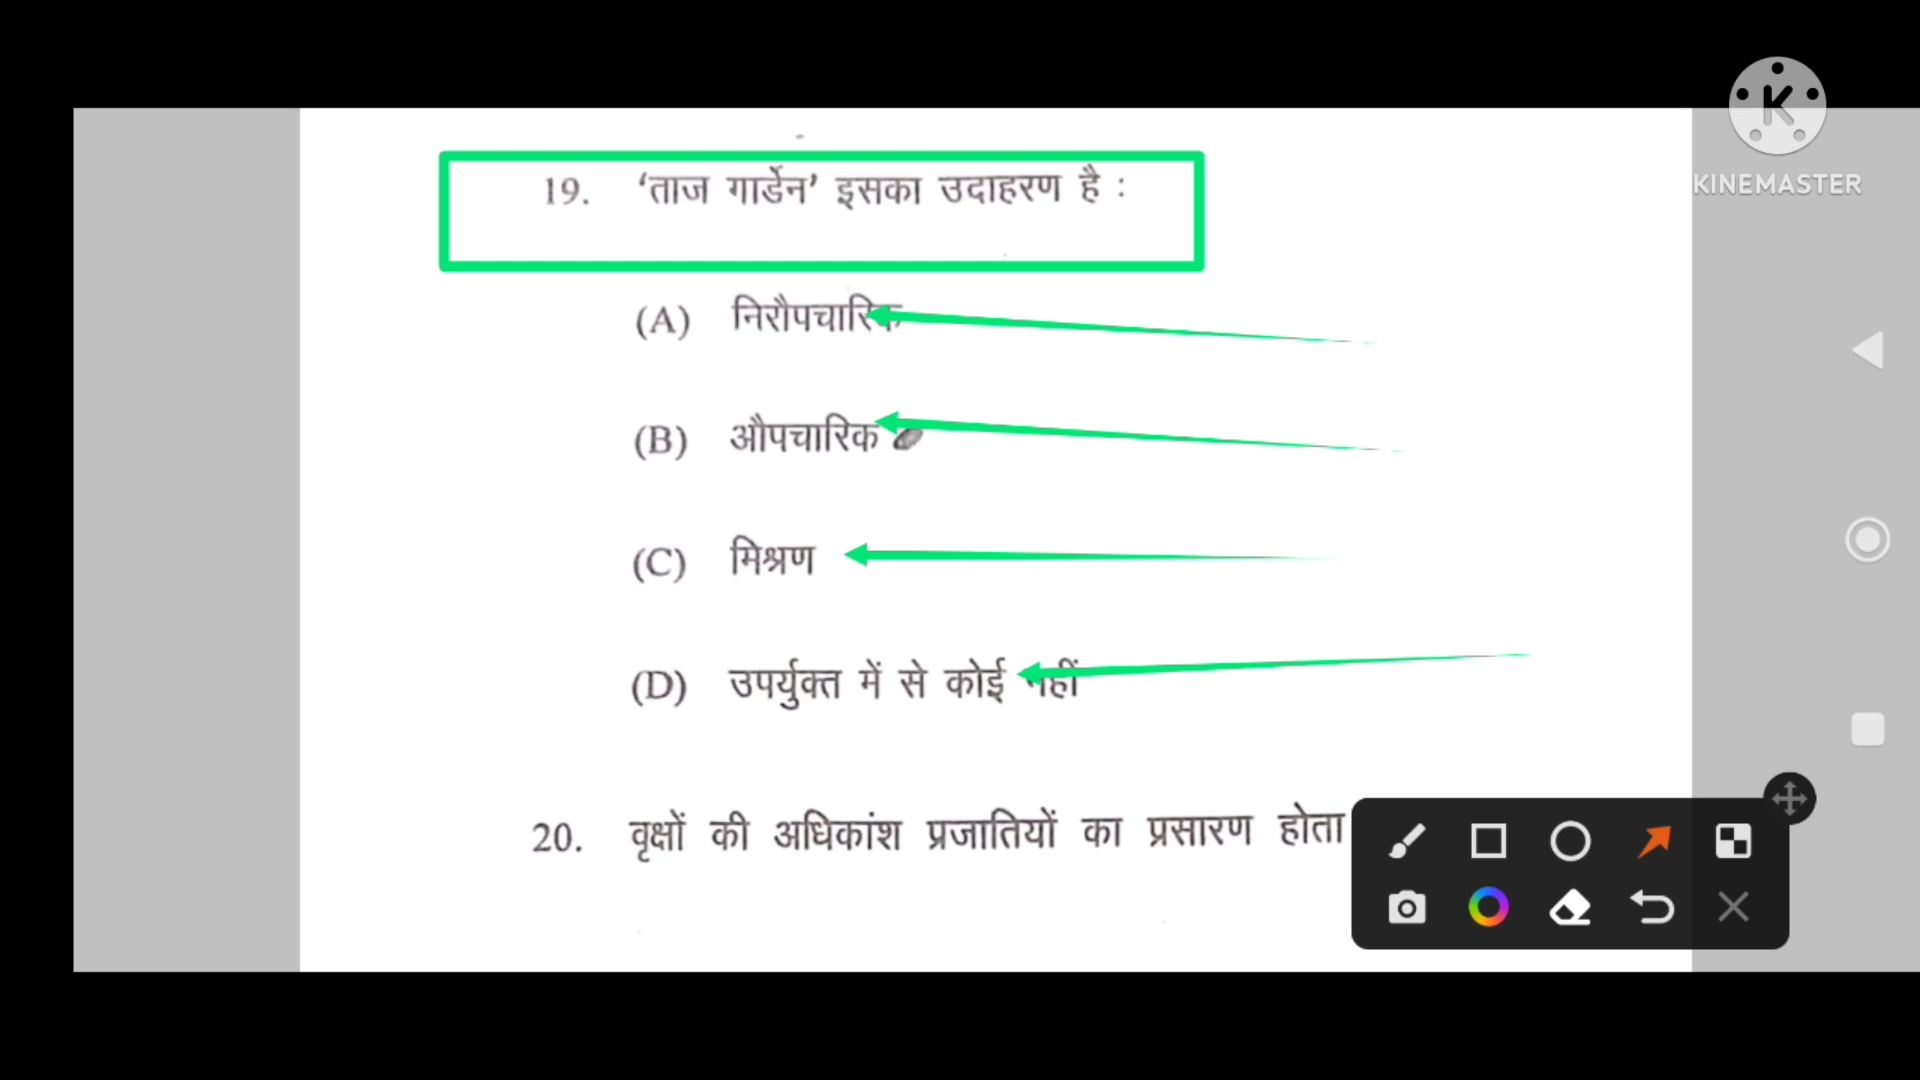 KINEMASTER
19. ‘ताज गार्डेन’ इसका उदाहरण है :
(A) निरौपचारिक
(B) औपचारिक
(C) मिश्रण
(D) उपर्युक्त में से कोई नहीं
20. वृक्षों की अधिकांश प्रजातियों का प्रसारण होता